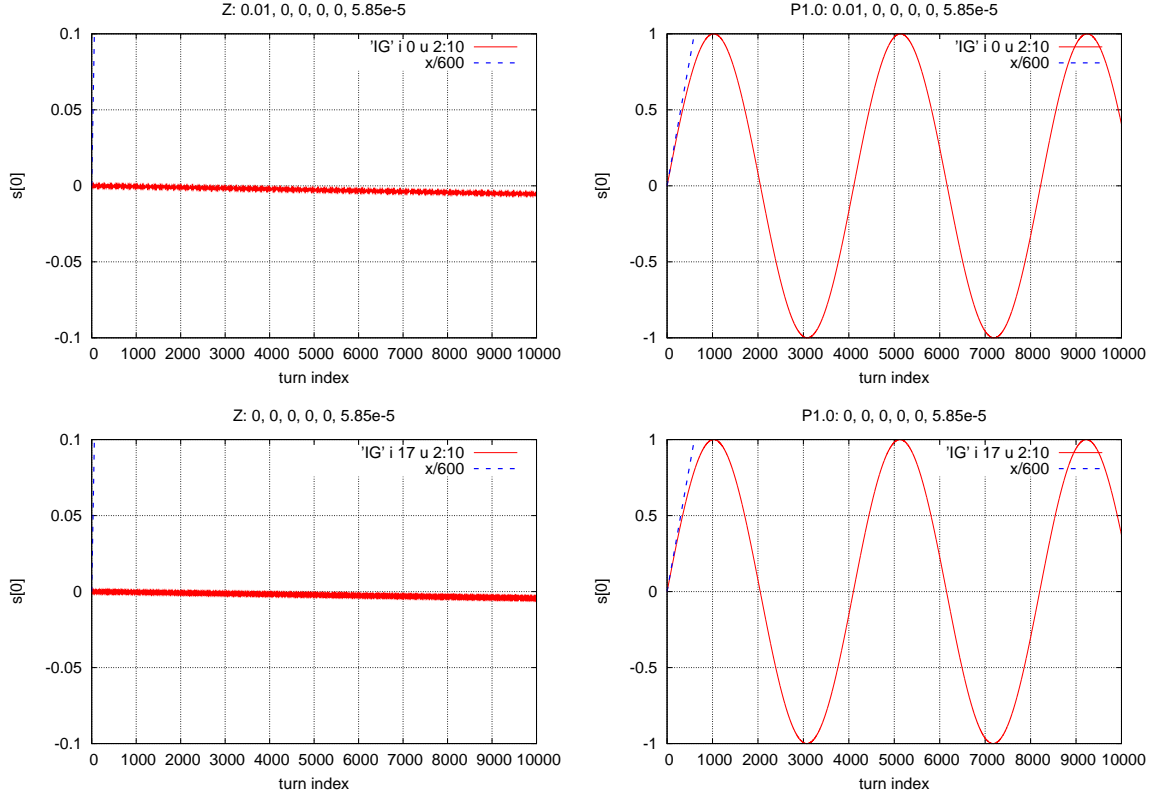 Z: 0.01, 0, 0, 0, 0, 5.85e-5
'IG' i 0 u 2:10
x/600
0.1
0.05
0
-0.05
-0.1
s[0]
0 1000 2000 3000 4000 5000 6000 7000 8000 9000 10000
turn index
P1.0: 0.01, 0, 0, 0, 0, 5.85e-5
'IG' i 0 u 2:10
x/600
1
0.5
0
-0.5
-1
s[0]
0 1000 2000 3000 4000 5000 6000 7000 8000 9000 10000
turn index
Z: 0, 0, 0, 0, 0, 5.85e-5
'IG' i 17 u 2:10
x/600
0.1
0.05
0
-0.05
-0.1
s[0]
0 1000 2000 3000 4000 5000 6000 7000 8000 9000 10000
turn index
P1.0: 0, 0, 0, 0, 0, 5.85e-5
'IG' i 17 u 2:10
x/600
1
0.5
0
-0.5
-1
s[0]
0 1000 2000 3000 4000 5000 6000 7000 8000 9000 10000
turn index